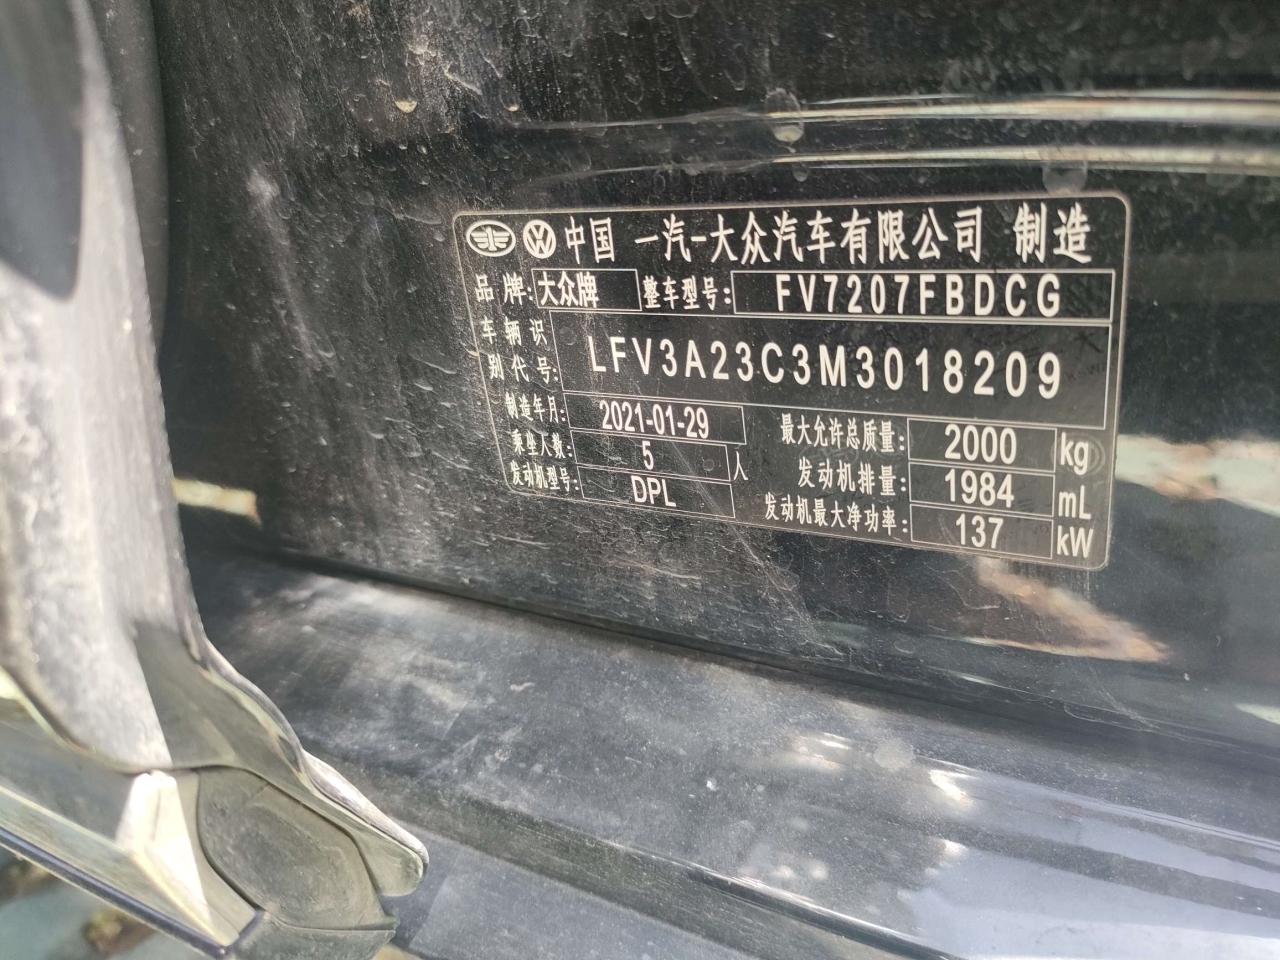 中国 一汽-大众汽车有限公司 制造
品牌: 大众牌 整车型号: FV7207FBDCG
车辆识别代号: LFV3A23C3M3018209
制造年月: 2021-01-29 最大允许总质量: 2000 kg
乘坐人数: 5 人 发动机排量: 1984 mL
发动机型号: DPL 发动机最大净功率: 137 kW